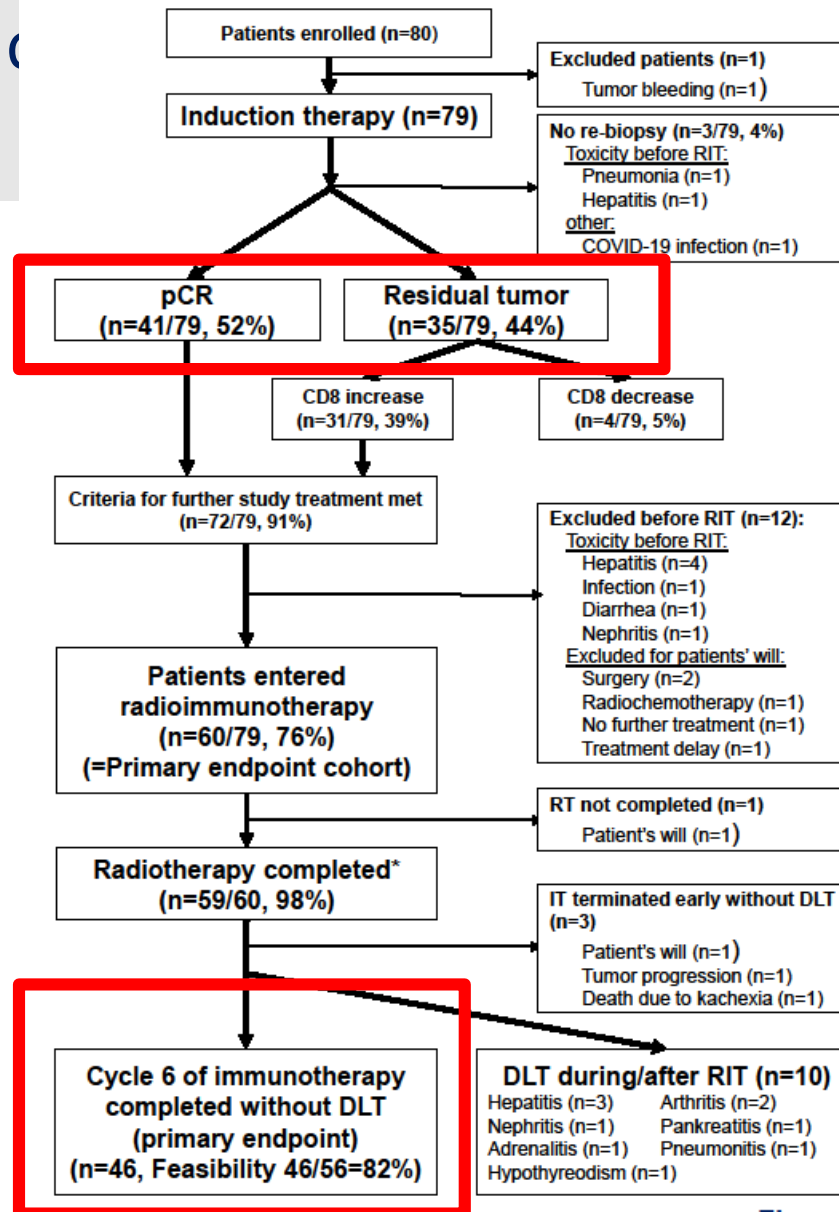 Patients enrolled (n=80)
Excluded patients (n=1)
Tumor bleeding (n=1)
Induction therapy (n=79)
No re-biopsy (n=3/79, 4%)
Toxicity before RIT:
Pneumonia (n=1)
Hepatitis (n=1)
other:
COVID-19 infection (n=1)
pCR
(n=41/79, 52%)
Residual tumor
(n=35/79, 44%)
CD8 increase
(n=31/79, 39%)
CD8 decrease
(n=4/79, 5%)
Criteria for further study treatment met
(n=72/79, 91%)
Excluded before RIT (n=12):
Toxicity before RIT:
Hepatitis (n=4)
Infection (n=1)
Diarrhea (n=1)
Nephritis (n=1)
Excluded for patients' will:
Surgery (n=2)
Radiochemotherapy (n=1)
No further treatment (n=1)
Treatment delay (n=1)
Patients entered
radioimmunotherapy
(n=60/79, 76%)
(=Primary endpoint cohort)
RT not completed (n=1)
Patient's will (n=1)
Radiotherapy completed*
(n=59/60, 98%)
IT terminated early without DLT
(n=3)
Patient's will (n=1)
Tumor progression (n=1)
Death due to kachexia (n=1)
Cycle 6 of immunotherapy
completed without DLT
(primary endpoint)
(n=46, Feasibility 46/56=82%)
DLT during/after RIT (n=10)
Hepatitis (n=3) Arthritis (n=2)
Nephritis (n=1) Pankreatitis (n=1)
Adrenalitis (n=1) Pneumonitis (n=1)
Hypothyreodism (n=1)